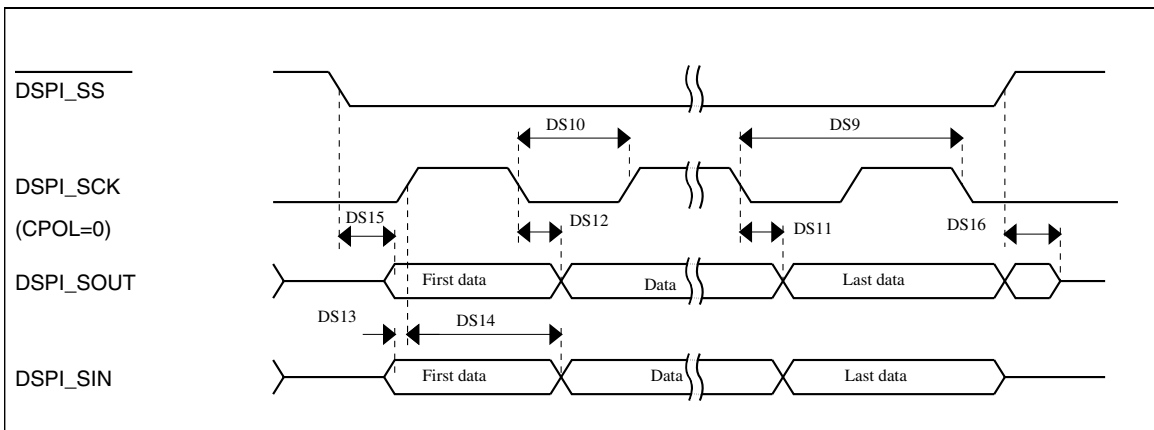 DSPI_SS
DS10
DS9
DSPI_SCK
(CPOL=0)
DS15
DS12
DS11
DS16
DSPI_SOUT
First data
Data
Last data
DS13
DS14
DSPI_SIN
First data
Data
Last data